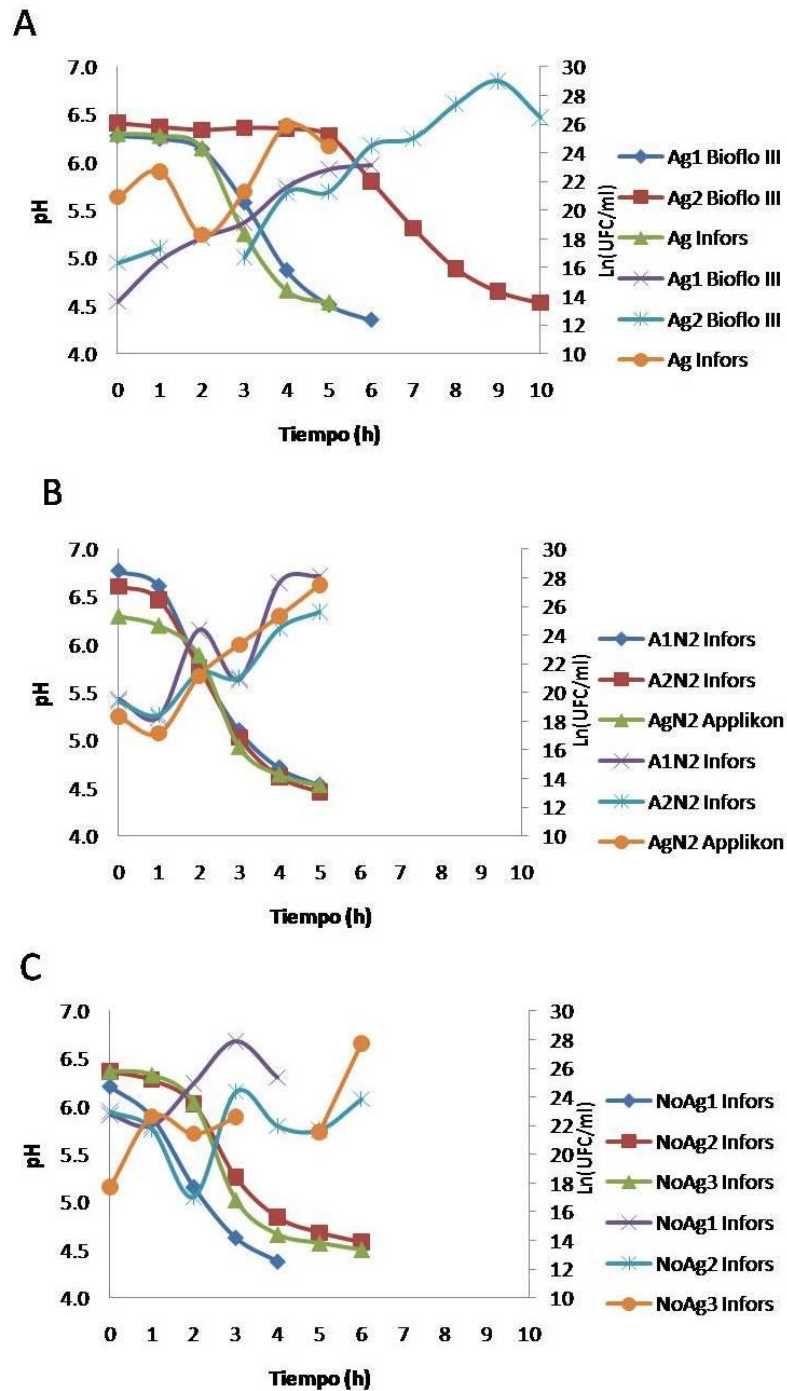 A
7.0
6.5
6.0
5.5
5.0
4.5
4.0
pH
30
28
26
24
22
20
18
16
14
12
10
Ln(UFC/ml)
0 1 2 3 4 5 6 7 8 9 10
Tiempo (h)
Ag1 Bioflo III
Ag2 Bioflo III
Ag Infors
Ag1 Bioflo III
Ag2 Bioflo III
Ag Infors
B
7.0
6.5
6.0
5.5
5.0
4.5
4.0
pH
30
28
26
24
22
20
18
16
14
12
10
Ln(UFC/ml)
0 1 2 3 4 5 6 7 8 9 10
Tiempo (h)
A1N2 Infors
A2N2 Infors
AgN2 Applikon
A1N2 Infors
A2N2 Infors
AgN2 Applikon
C
7.0
6.5
6.0
5.5
5.0
4.5
4.0
pH
30
28
26
24
22
20
18
16
14
12
10
Ln(UFC/ml)
0 1 2 3 4 5 6 7 8 9 10
Tiempo (h)
NoAg1 Infors
NoAg2 Infors
NoAg3 Infors
NoAg1 Infors
NoAg2 Infors
NoAg3 Infors